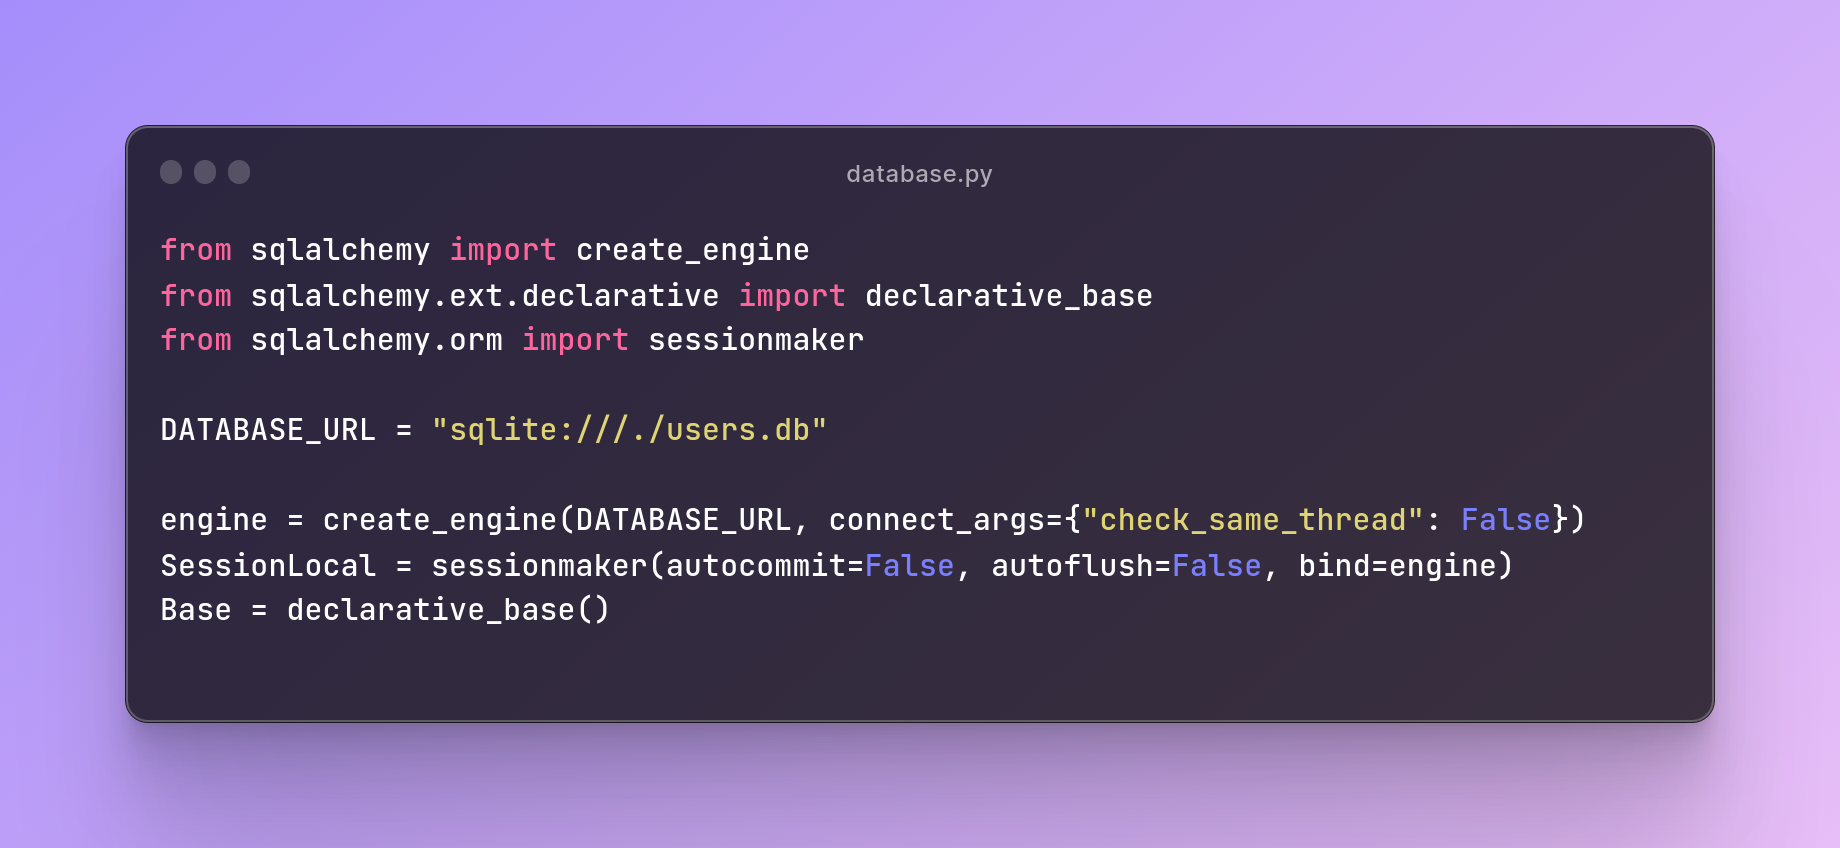 database.py
from sqlalchemy import create_engine
from sqlalchemy.ext.declarative import declarative_base
from sqlalchemy.orm import sessionmaker
DATABASE_URL = "sqlite:///./users.db"
engine = create_engine(DATABASE_URL, connect_args={"check_same_thread": False})
SessionLocal = sessionmaker(autocommit=False, autoflush=False, bind=engine)
Base = declarative_base()